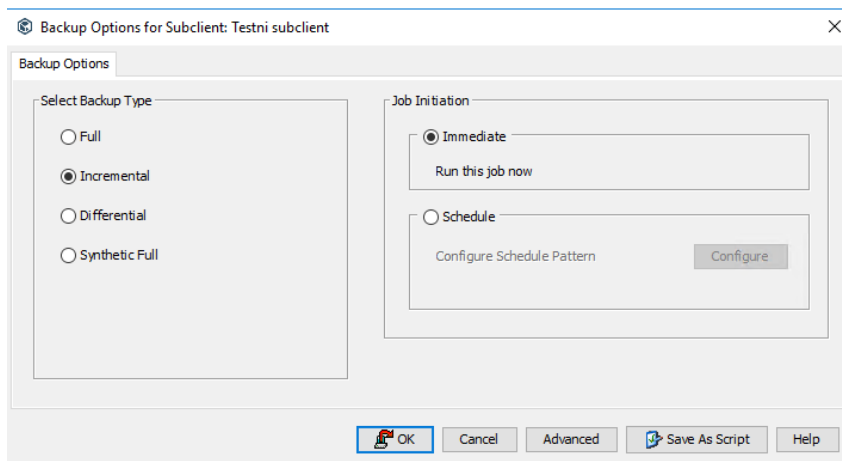 Backup Options for Subclient: Testni subclient
Backup Options
Select Backup Type
Full
Incremental
Differential
Synthetic Full
Job Initiation
Immediate
Run this job now
Schedule
Configure Schedule Pattern
Configure
OK
Cancel
Advanced
Save As Script
Help